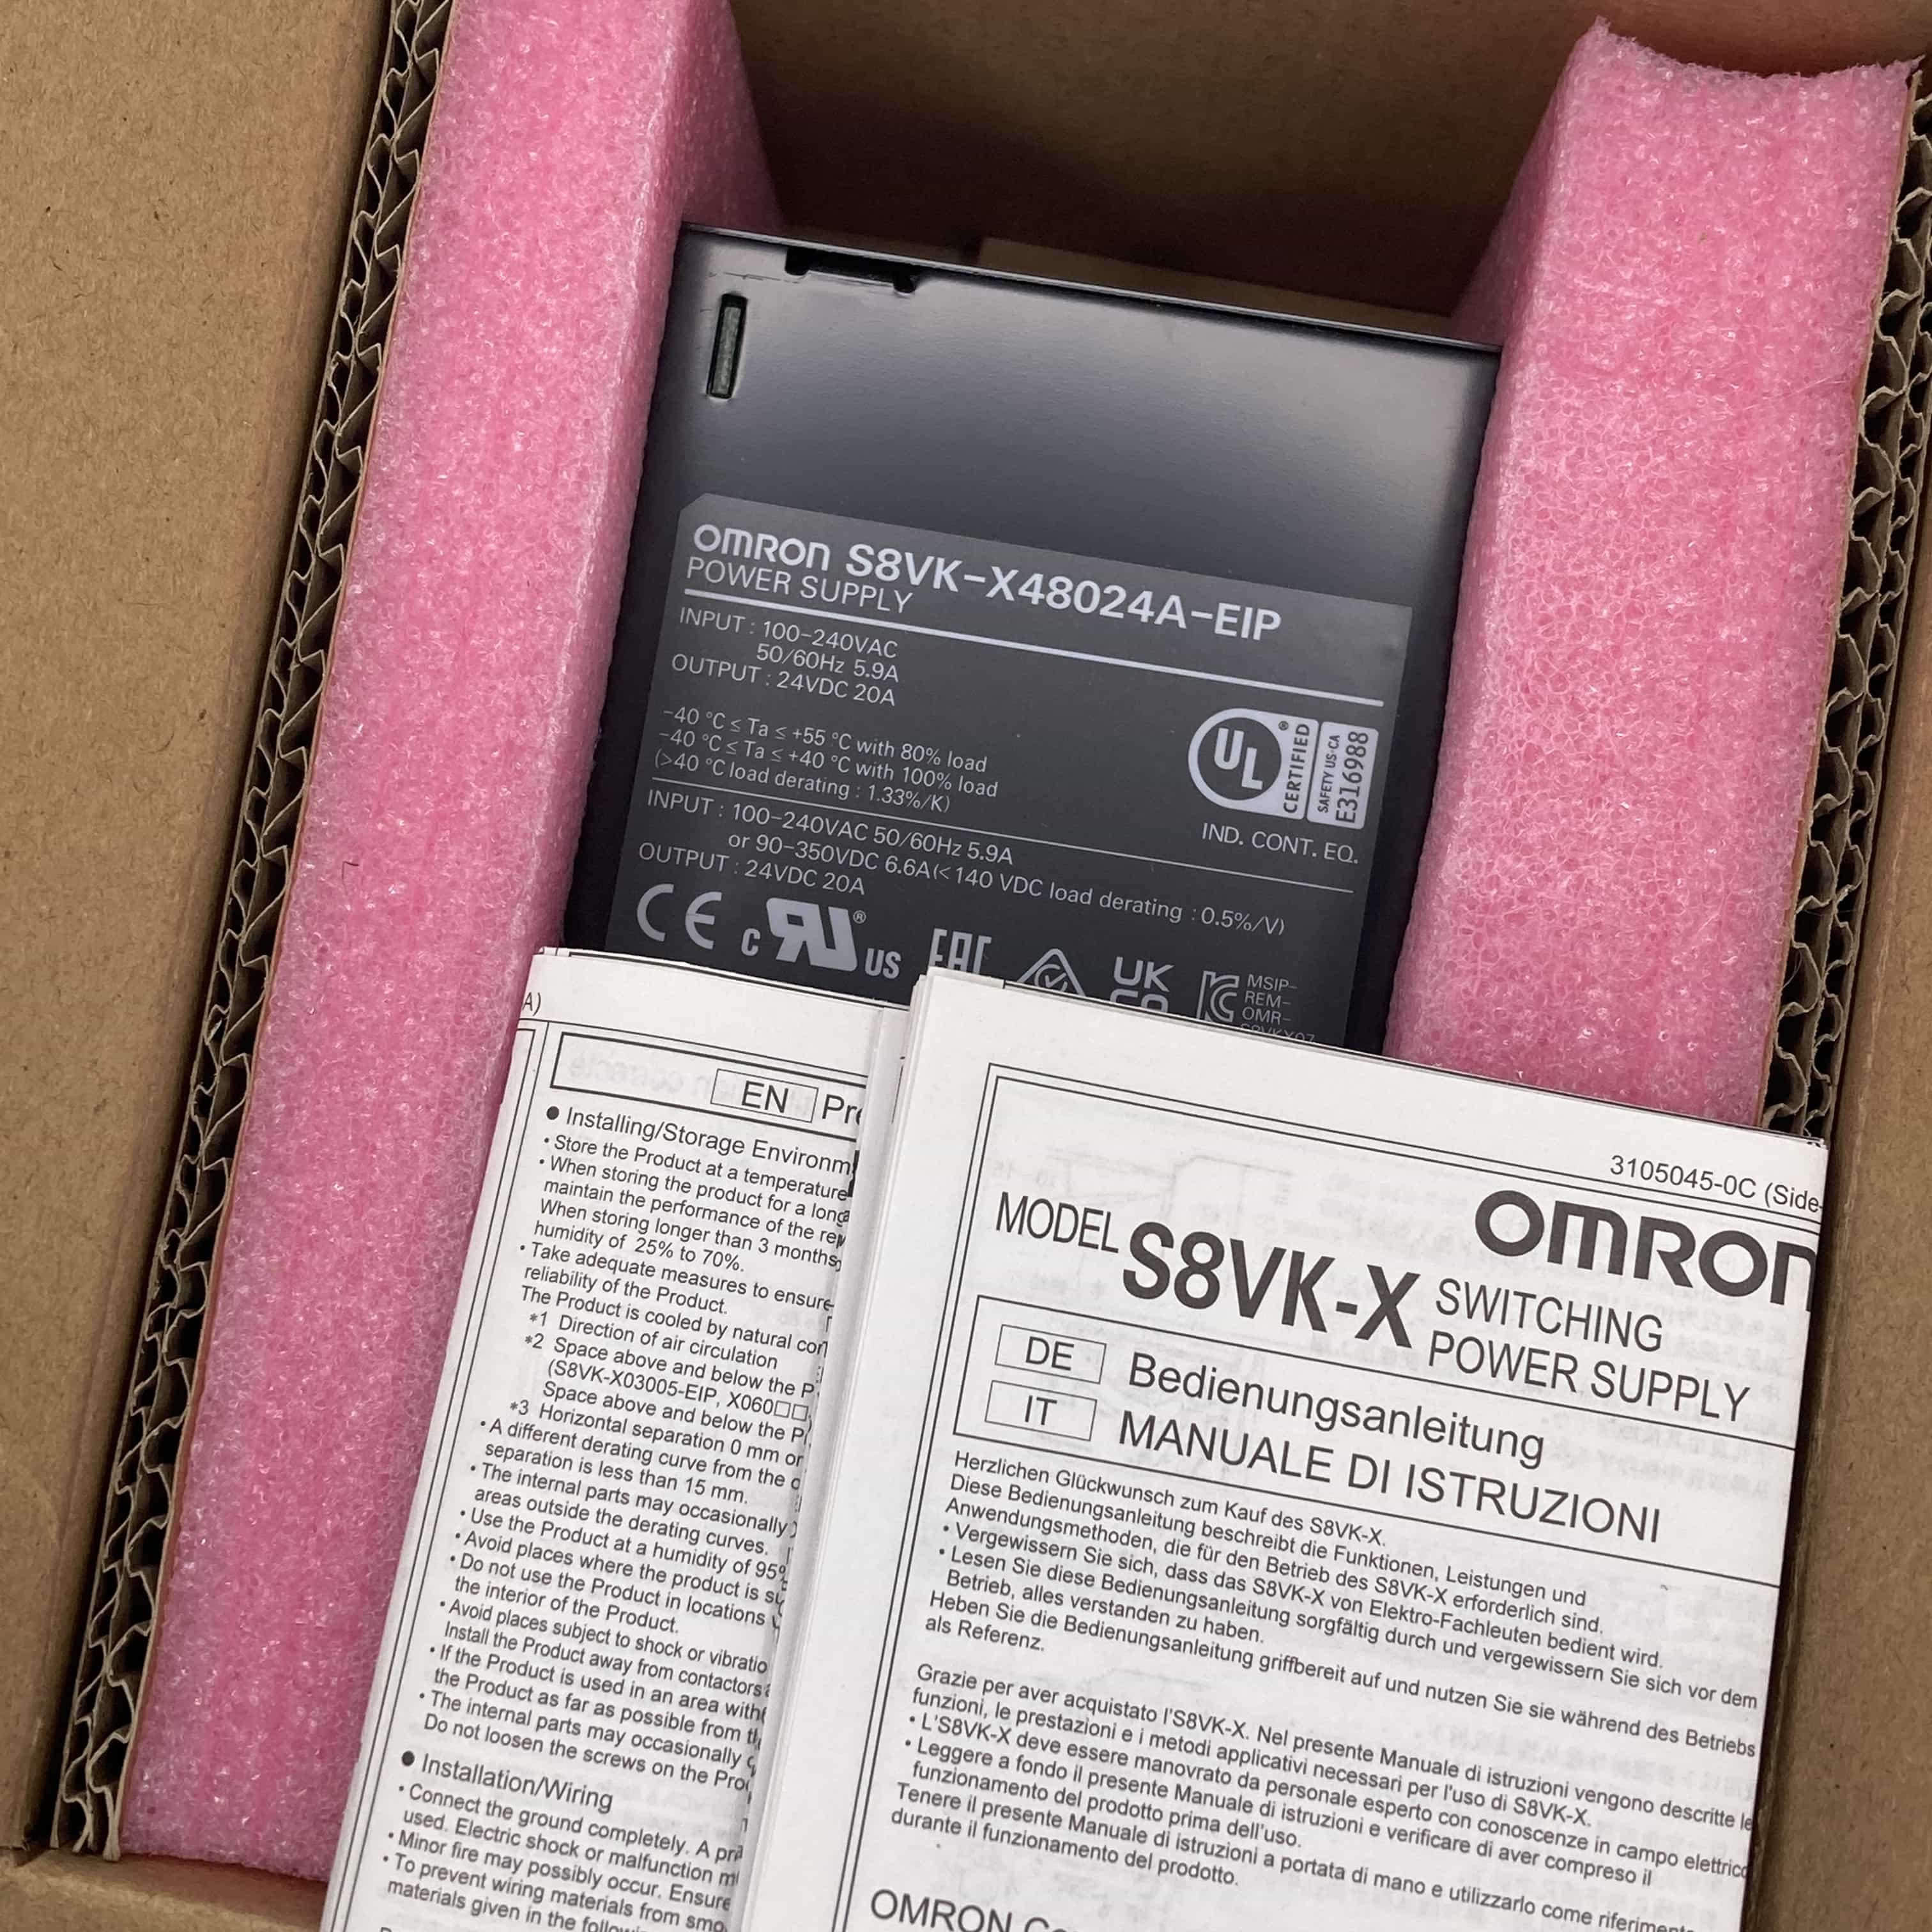 OMRON S8VK-X48024A-EIP
POWER SUPPLY
INPUT : 100-240VAC
50/60Hz 5.9A
OUTPUT : 24VDC 20A
-40 °C ≤ Ta ≤ +55 °C with 80% load
-40 °C ≤ Ta ≤ +40 °C with 100% load
(>40 °C load derating : 1.33%/K)
UL ® CERTIFIED
SAFETY US-CA
E316988
IND. CONT. EQ.
INPUT : 100-240VAC 50/60Hz 5.9A
or 90-350VDC 6.6A(<140 VDC load derating : 0.5%/V)
OUTPUT : 24VDC 20A
CE c RU ® US EAC UK CA
MSIP-
REM-
OMR-
A)
EN
Installing/Storage
• Store the Product at a temperature
• When storing the product for a long
maintain the performance of the
When storing longer than 3 months,
humidity of 25% to 70%.
• Take adequate measures to ensure
reliability of the Product.
The Product is cooled by natural
*1 Direction of air circulation
*2 Space above and below the
(S8VK-X03005-EIP, X060□□
Space above and below the
*3 Horizontal separation 0 mm or
• A different derating curve from the
separation is less than 15 mm.
• The internal parts may occasionally
areas outside the derating curves.
• Use the Product at a humidity of
• Avoid places where the product is
• Do not use the Product in locations
the interior of the Product.
• Avoid places subject to shock or
Install the Product away from contactors
• If the Product is used in an area
the Product as far as possible from
• The internal parts may occasionally
Do not loosen the screws on the
● Installation/Wiring
• Connect the ground completely. A
used. Electric shock or malfunction
• Minor fire may possibly occur. Ensure
• To prevent wiring materials from
materials given in the
3105045-0C (Side-
OMRON
MODEL S8VK-X SWITCHING
POWER SUPPLY
DE Bedienungsanleitung
IT MANUALE DI ISTRUZIONI
Herzlichen Glückwunsch zum Kauf des S8VK-X.
Diese Bedienungsanleitung beschreibt die Funktionen, Leistungen und
Anwendungsmethoden, die für den Betrieb des S8VK-X erforderlich sind.
• Vergewissern Sie sich, dass das S8VK-X von Elektro-Fachleuten bedient wird.
• Lesen Sie diese Bedienungsanleitung sorgfältig durch und vergewissern Sie sich vor dem
Betrieb, alles verstanden zu haben.
Heben Sie die Bedienungsanleitung griffbereit auf und nutzen Sie sie während des Betriebs
als Referenz.
Grazie per aver acquistato l'S8VK-X. Nel presente Manuale di istruzioni vengono descritte le
funzioni, le prestazioni e i metodi applicativi necessari per l'uso di S8VK-X.
• L'S8VK-X deve essere manovrato da personale esperto con conoscenze in campo elettrico
• Leggere a fondo il presente Manuale di istruzioni e verificare di aver compreso il
funzionamento del prodotto prima dell'uso.
Tenere il presente Manuale di istruzioni a portata di mano e utilizzarlo come
durante il funzionamento del prodotto.
OMRON